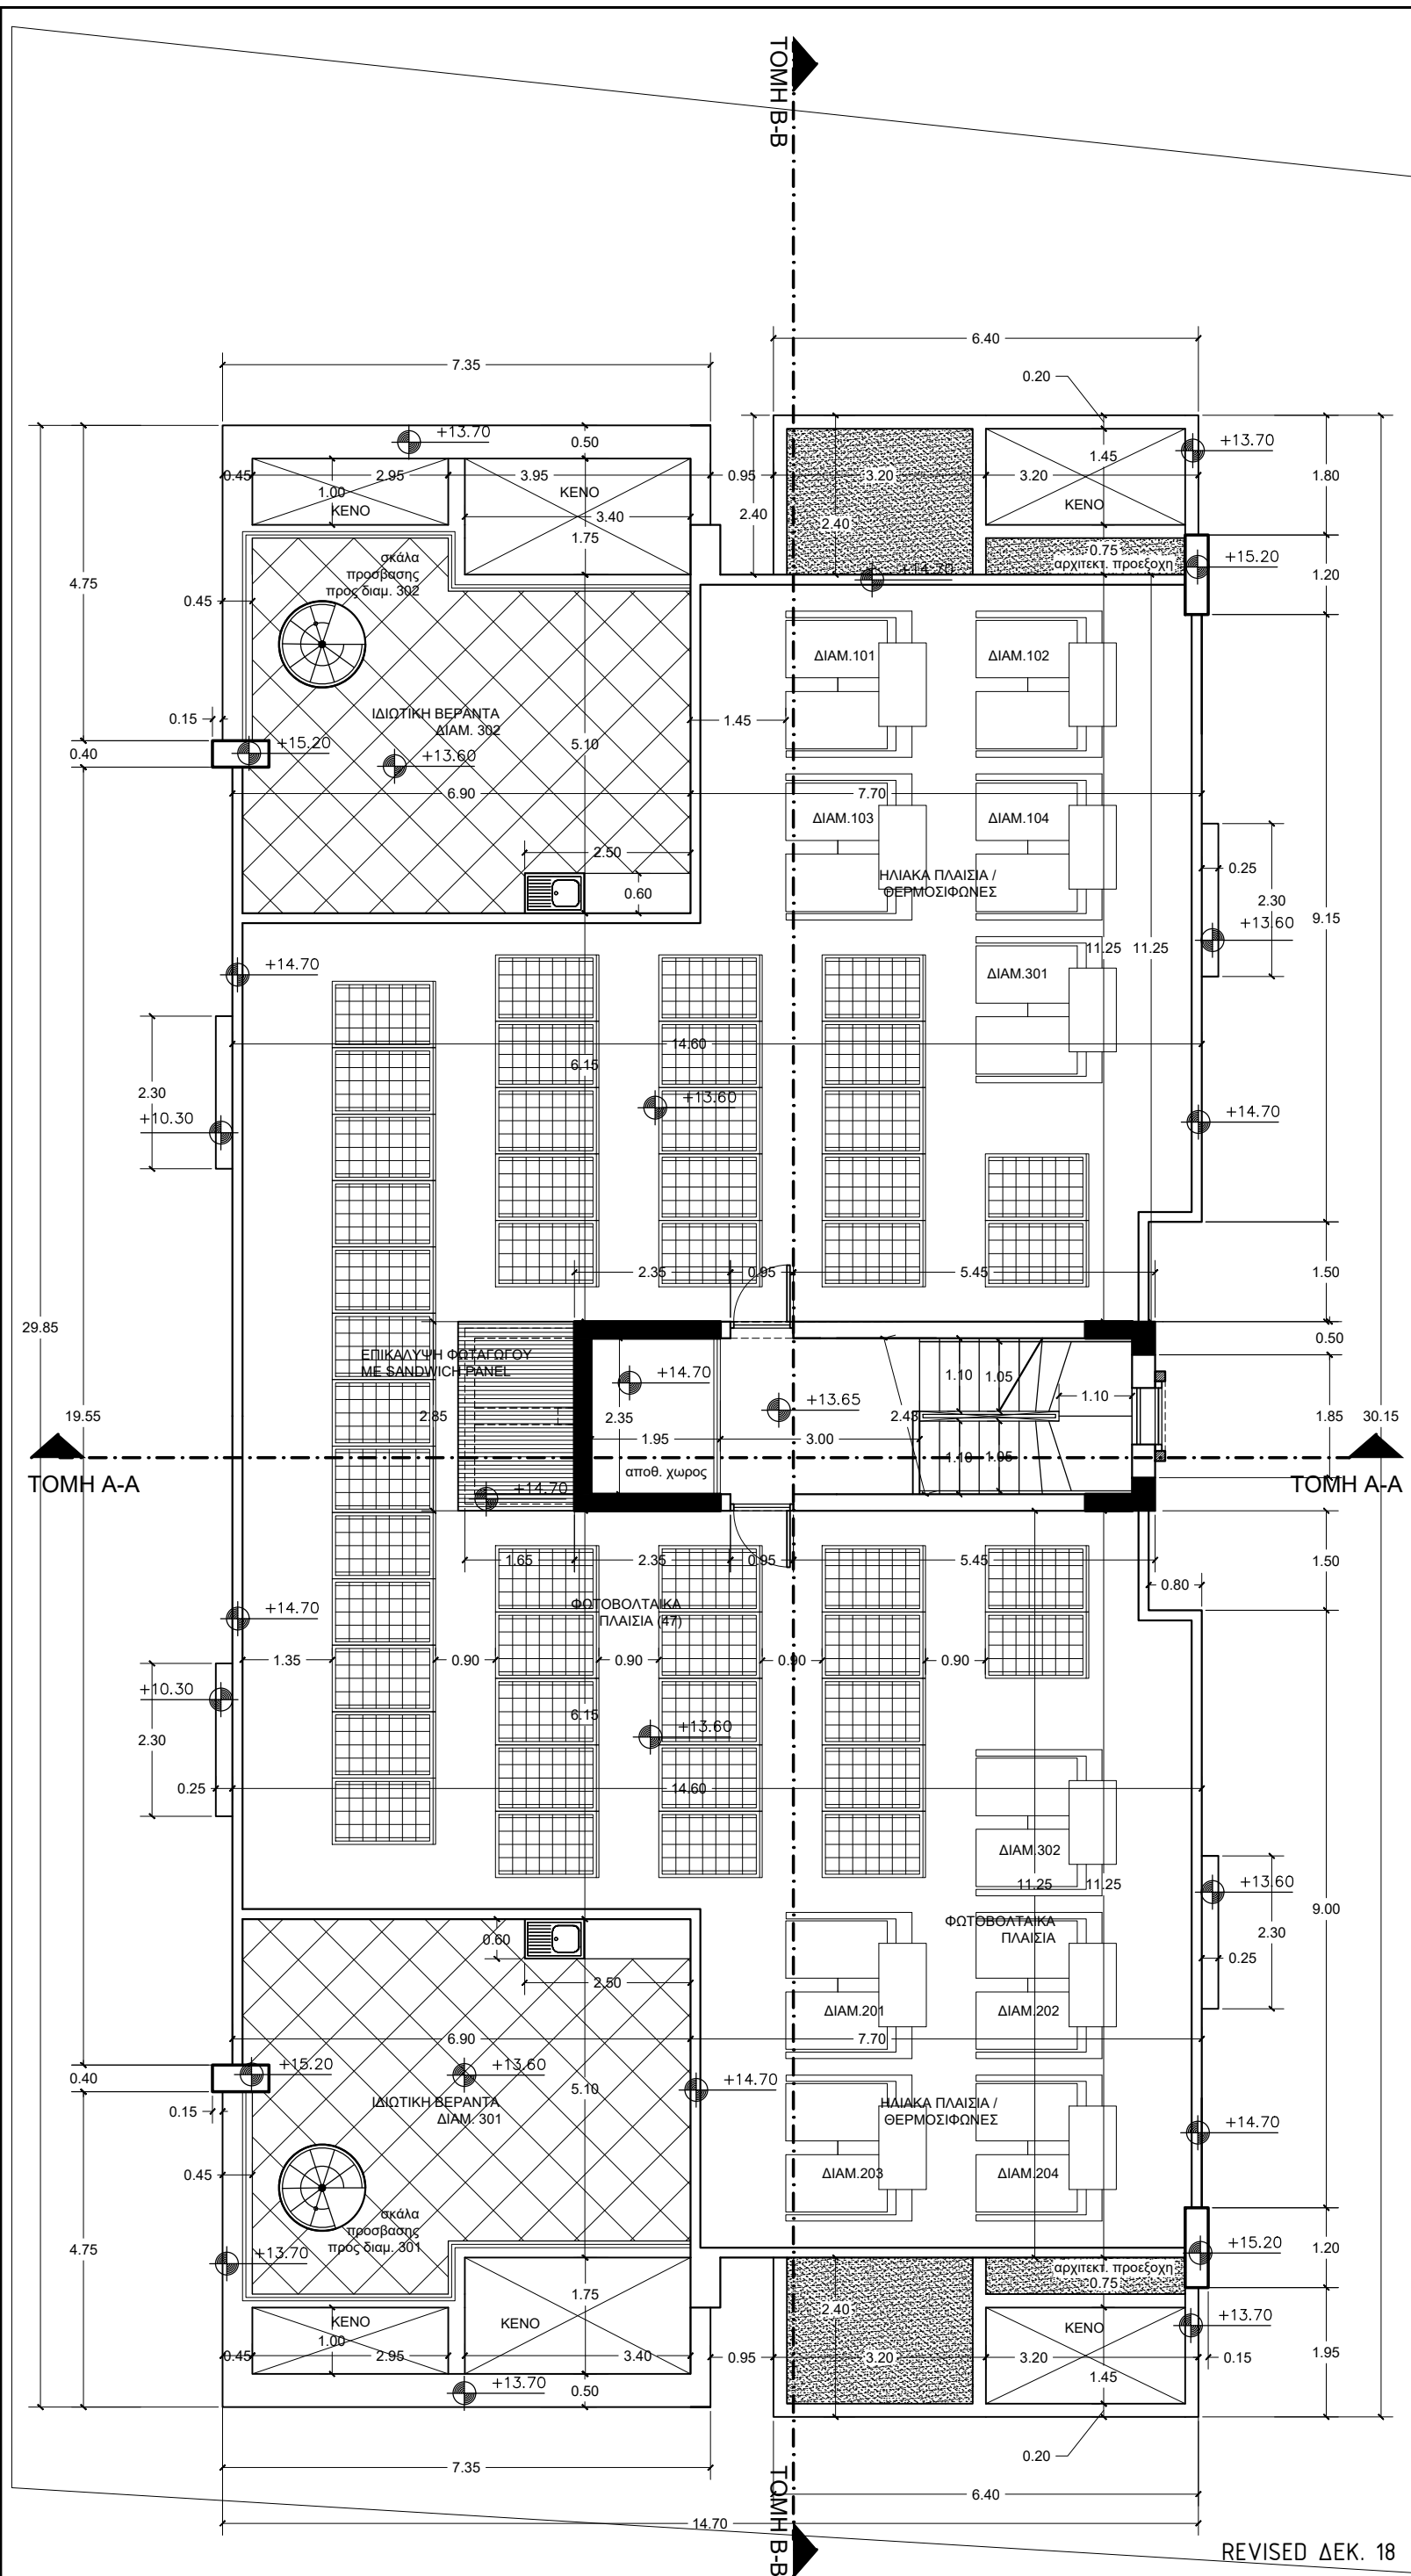 ΤΟΜΗ Β-Β
6.40
7.35
0.20
+13.70
0.50
+13.70
0.45
2.95
3.95
0.95
3.20
3.20
1.45
1.80
1.00
ΚΕΝΟ
ΚΕΝΟ
3.40
ΚΕΝΟ
2.40
2.40
1.75
0.75
αρχιτεκτ. προεξοχη
+15.20
+14.70
1.20
4.75
σκάλα
προσβασης
προς διαμ. 302
0.45
ΔΙΑΜ.101
ΔΙΑΜ.102
0.15
ΙΔΙΩΤΙΚΗ ΒΕΡΑΝΤΑ
ΔΙΑΜ. 302
1.45
0.40
+15.20
5.10
+13.60
6.90
7.70
ΔΙΑΜ.103
ΔΙΑΜ.104
2.50
0.60
ΗΛΙΑΚΑ ΠΛΑΙΣΙΑ /
ΘΕΡΜΟΣΙΦΩΝΕΣ
0.25
2.30
+13.60
9.15
11.25
11.25
+14.70
ΔΙΑΜ.301
14.60
6.15
2.30
+13.60
+10.30
+14.70
2.35
0.95
5.45
1.50
29.85
0.50
ΕΠΙΚΑΛΥΨΗ ΦΩΤΑΓΩΓΟΥ
ΜΕ SANDWICH PANEL
+14.70
+13.65
1.10
1.05
1.10
19.55
2.85
2.35
2.43
1.85
30.15
1.95
3.00
1.10
1.05
αποθ. χωρος
ΤΟΜΗ Α-Α
+14.70
ΤΟΜΗ Α-Α
1.65
2.35
0.95
5.45
1.50
0.80
ΦΩΤΟΒΟΛΤΑΙΚΑ
ΠΛΑΙΣΙΑ (47)
+14.70
1.35
0.90
0.90
0.90
0.90
+10.30
6.15
+13.60
2.30
0.25
14.60
ΔΙΑΜ.302
11.25
11.25
+13.60
9.00
ΦΩΤΟΒΟΛΤΑΙΚΑ
ΠΛΑΙΣΙΑ
2.30
0.25
0.60
2.50
ΔΙΑΜ.201
ΔΙΑΜ.202
6.90
7.70
+15.20
+13.60
0.40
+14.70
5.10
ΙΔΙΩΤΙΚΗ ΒΕΡΑΝΤΑ
ΔΙΑΜ. 301
0.15
ΗΛΙΑΚΑ ΠΛΑΙΣΙΑ /
ΘΕΡΜΟΣΙΦΩΝΕΣ
+14.70
0.45
ΔΙΑΜ.203
ΔΙΑΜ.204
σκάλα
προσβασης
προς διαμ. 301
4.75
+13.70
+15.20
1.20
αρχιτεκτ. προεξοχη
0.75
1.75
2.40
ΚΕΝΟ
1.00
ΚΕΝΟ
ΚΕΝΟ
+13.70
0.45
2.95
3.40
0.95
3.20
3.20
0.15
1.95
1.45
+13.70
0.50
0.20
7.35
6.40
14.70
ΤΟΜΗ Β-Β
REVISED ΔΕΚ. 18